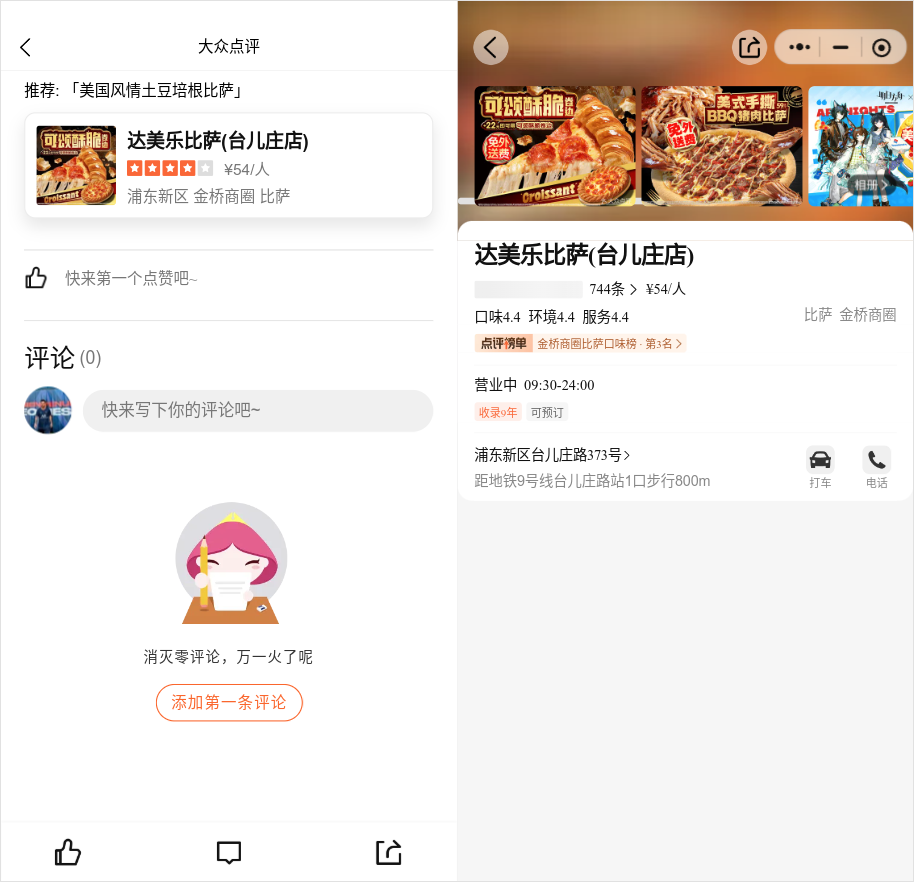 大众点评
推荐: 「美国风情土豆培根比萨」
可颂酥脆卷边
免外送费
Croissant
达美乐比萨(台儿庄店)
¥54/人
浦东新区 金桥商圈 比萨
快来第一个点赞吧~
评论 (0)
快来写下你的评论吧~
消灭零评论，万一火了呢
添加第一条评论
可颂酥脆卷边
免外送费
Croissant
美式手撕
BBQ猪肉比萨
免外送费
相册
达美乐比萨(台儿庄店)
744条 ¥54/人
口味4.4 环境4.4 服务4.4
比萨 金桥商圈
点评榜单 金桥商圈比萨口味榜 · 第3名
营业中 09:30-24:00
收录9年 可预订
浦东新区台儿庄路373号
距地铁9号线台儿庄路站1口步行800m
打车
电话